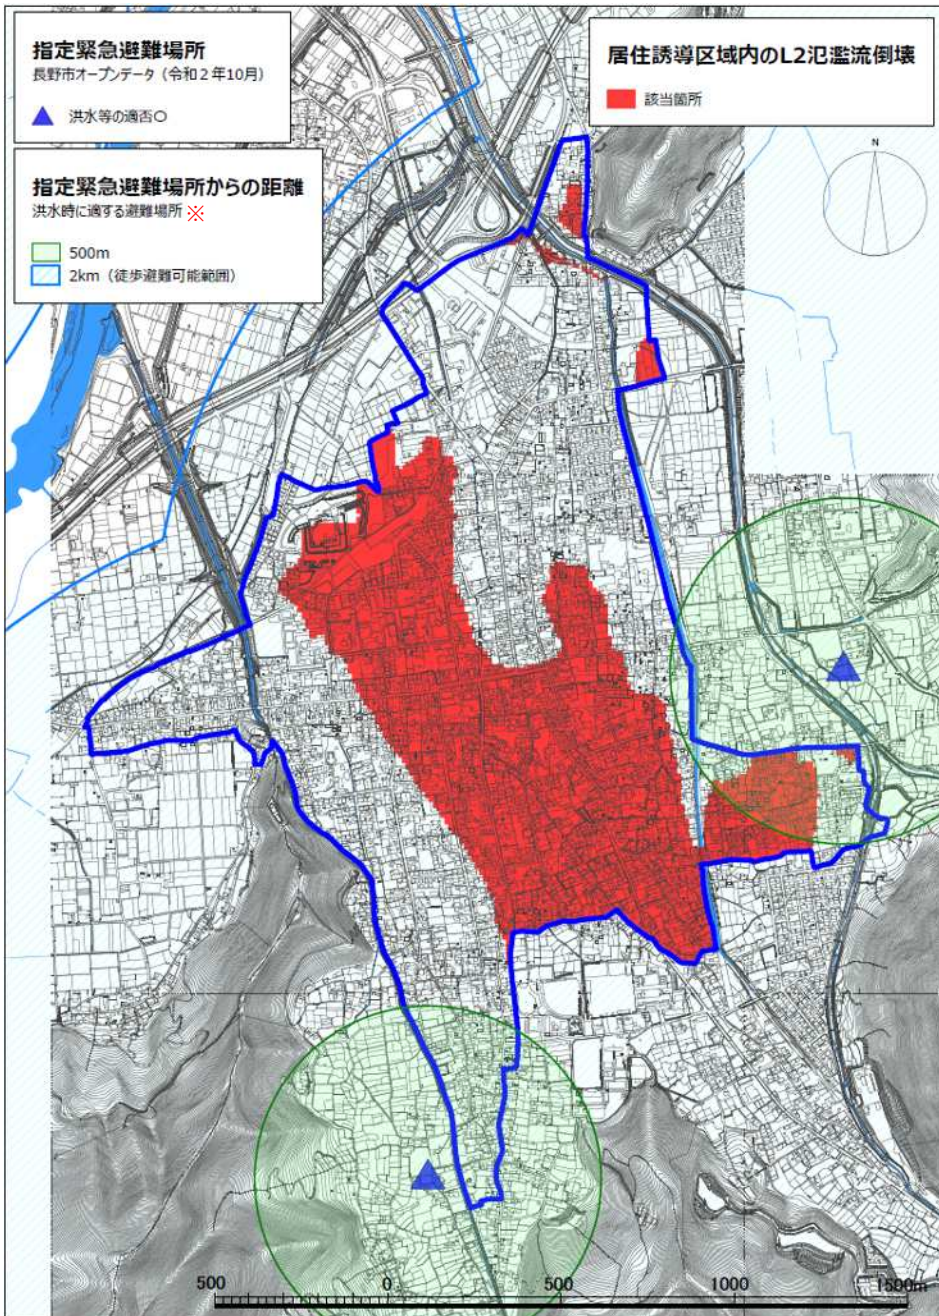 指定緊急避難場所
長野市オープンデータ（令和2年10月）
洪水等の適否〇
指定緊急避難場所からの距離
洪水時に適する避難場所 ※
500m
2km（徒歩避難可能範囲）
居住誘導区域内のL2氾濫流倒壊
該当箇所
N
500 0 500 1000 1500m